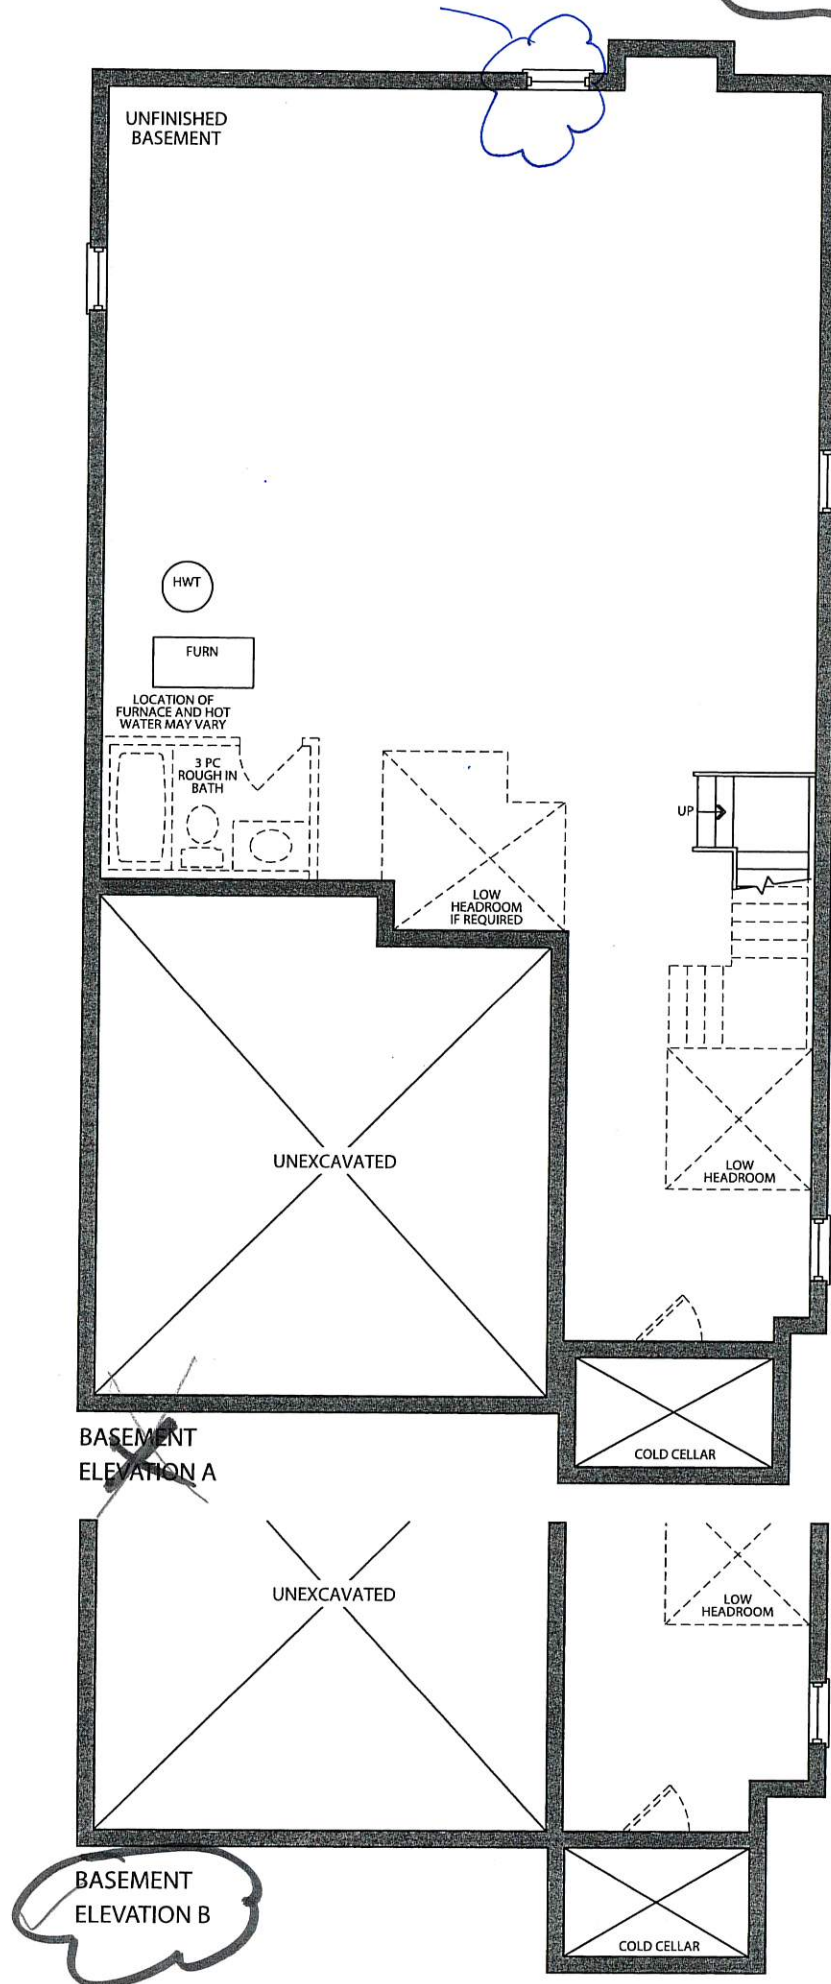 UNFINISHED
BASEMENT
HWT
FURN
LOCATION OF
FURNACE AND HOT
WATER MAY VARY
3 PC
ROUGH IN
BATH
UP
LOW
HEADROOM
IF REQUIRED
UNEXCAVATED
LOW
HEADROOM
COLD CELLAR
BASEMENT
ELEVATION A
UNEXCAVATED
LOW
HEADROOM
BASEMENT
ELEVATION B
COLD CELLAR